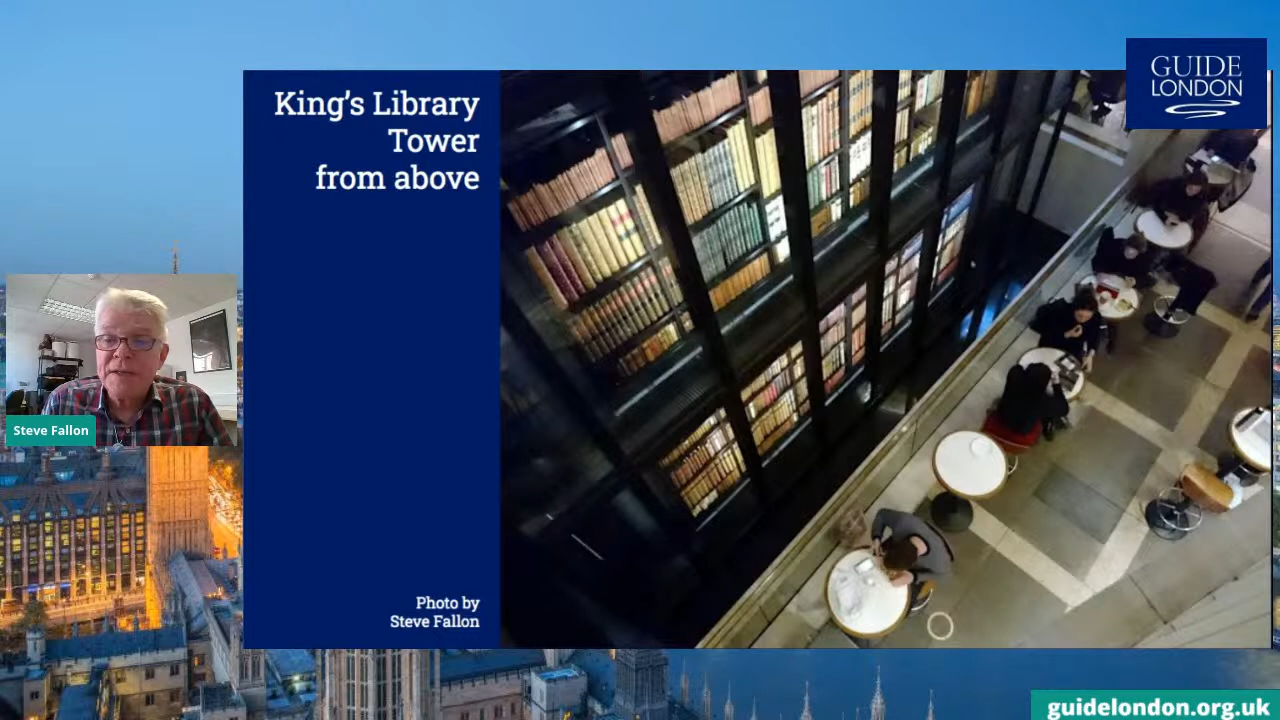 King's Library
Tower
from above
GUIDE
LONDON
Steve Fallon
Photo by
Steve Fallon
guidelondon.org.uk